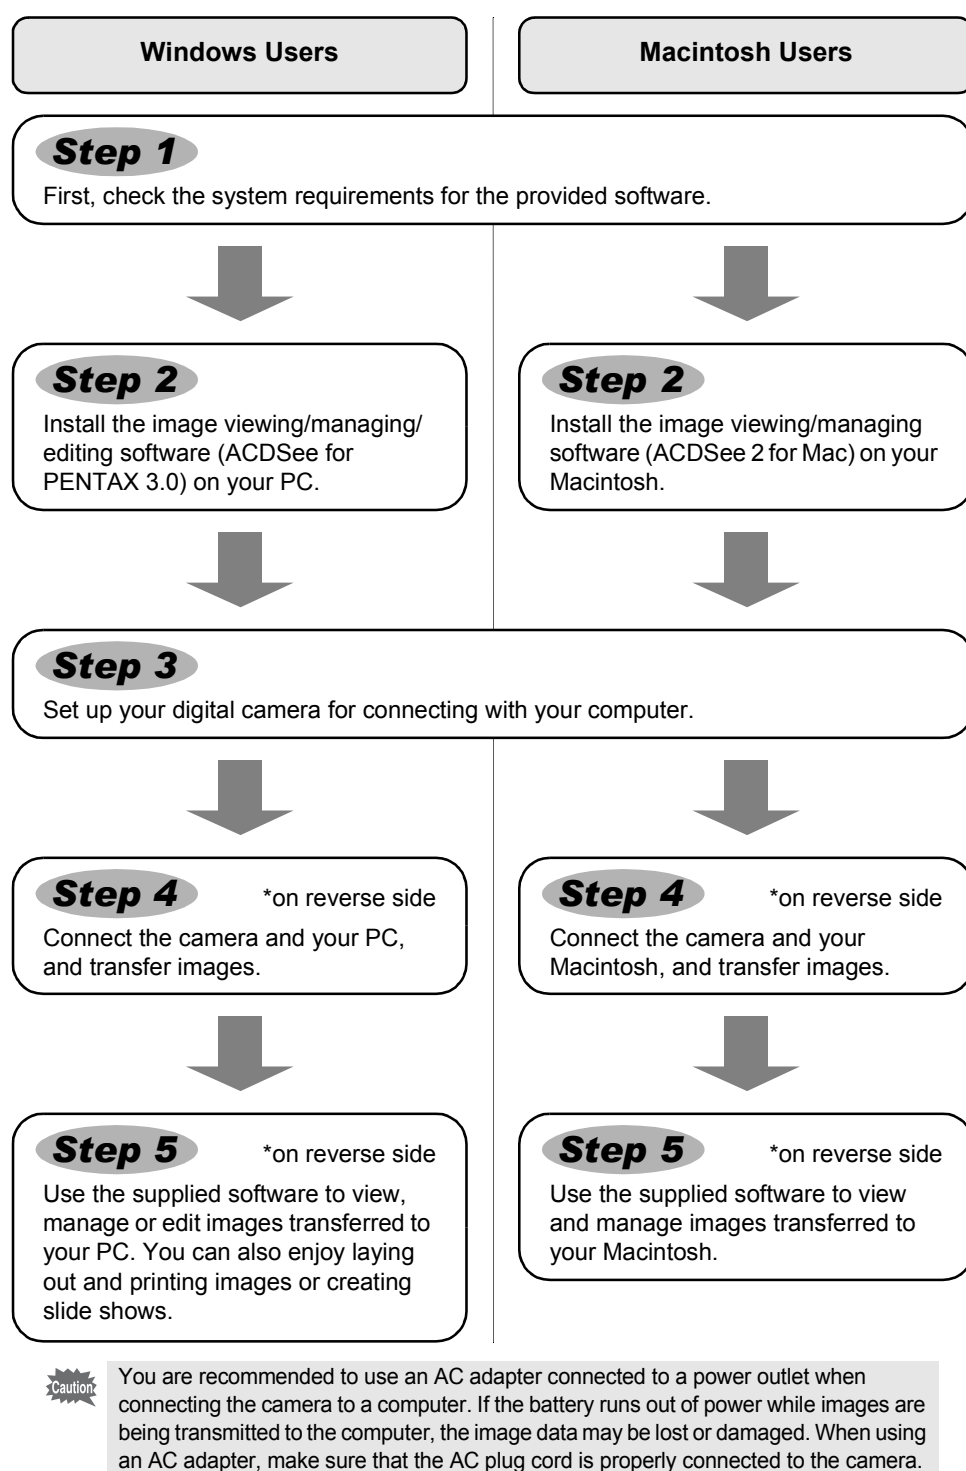 Windows Users
Macintosh Users
Step 1
First, check the system requirements for the provided software.
Step 2
Install the image viewing/managing/
editing software (ACDSee for
PENTAX 3.0) on your PC.
Step 2
Install the image viewing/managing
software (ACDSee 2 for Mac) on your
Macintosh.
Step 3
Set up your digital camera for connecting with your computer.
Step 4 *on reverse side
Connect the camera and your PC,
and transfer images.
Step 4 *on reverse side
Connect the camera and your
Macintosh, and transfer images.
Step 5 *on reverse side
Use the supplied software to view,
manage or edit images transferred to
your PC. You can also enjoy laying
out and printing images or creating
slide shows.
Step 5 *on reverse side
Use the supplied software to view
and manage images transferred to
your Macintosh.
Caution
You are recommended to use an AC adapter connected to a power outlet when
connecting the camera to a computer. If the battery runs out of power while images are
being transmitted to the computer, the image data may be lost or damaged. When using
an AC adapter, make sure that the AC plug cord is properly connected to the camera.